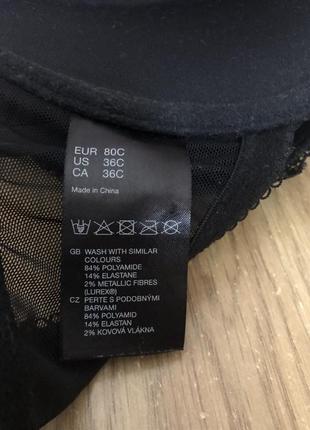 EUR 80C
US 36C
CA 36C
Made in China
GB WASH WITH SIMILAR
COLOURS
84% POLYAMIDE
14% ELASTANE
2% METALLIC FIBRES
(LUREX®)
CZ PERTE S PODOBNÝMI
BARVAMI
84% POLYAMID
14% ELASTAN
2% KOVOVÁ VLÁKNA